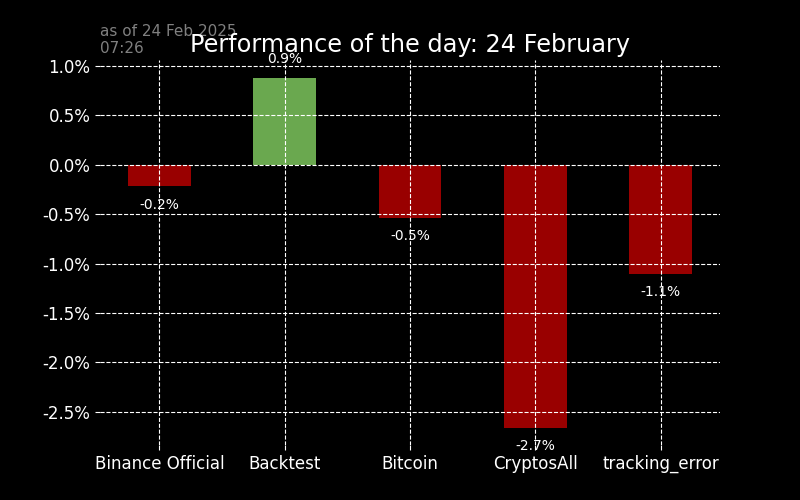 as of 24 Feb 2025
07:26
Performance of the day: 24 February
1.0%
0.5%
0.0%
-0.5%
-1.0%
-1.5%
-2.0%
-2.5%
-0.2%
0.9%
-0.5%
-2.7%
-1.1%
Binance Official
Backtest
Bitcoin
CryptosAll
tracking_error